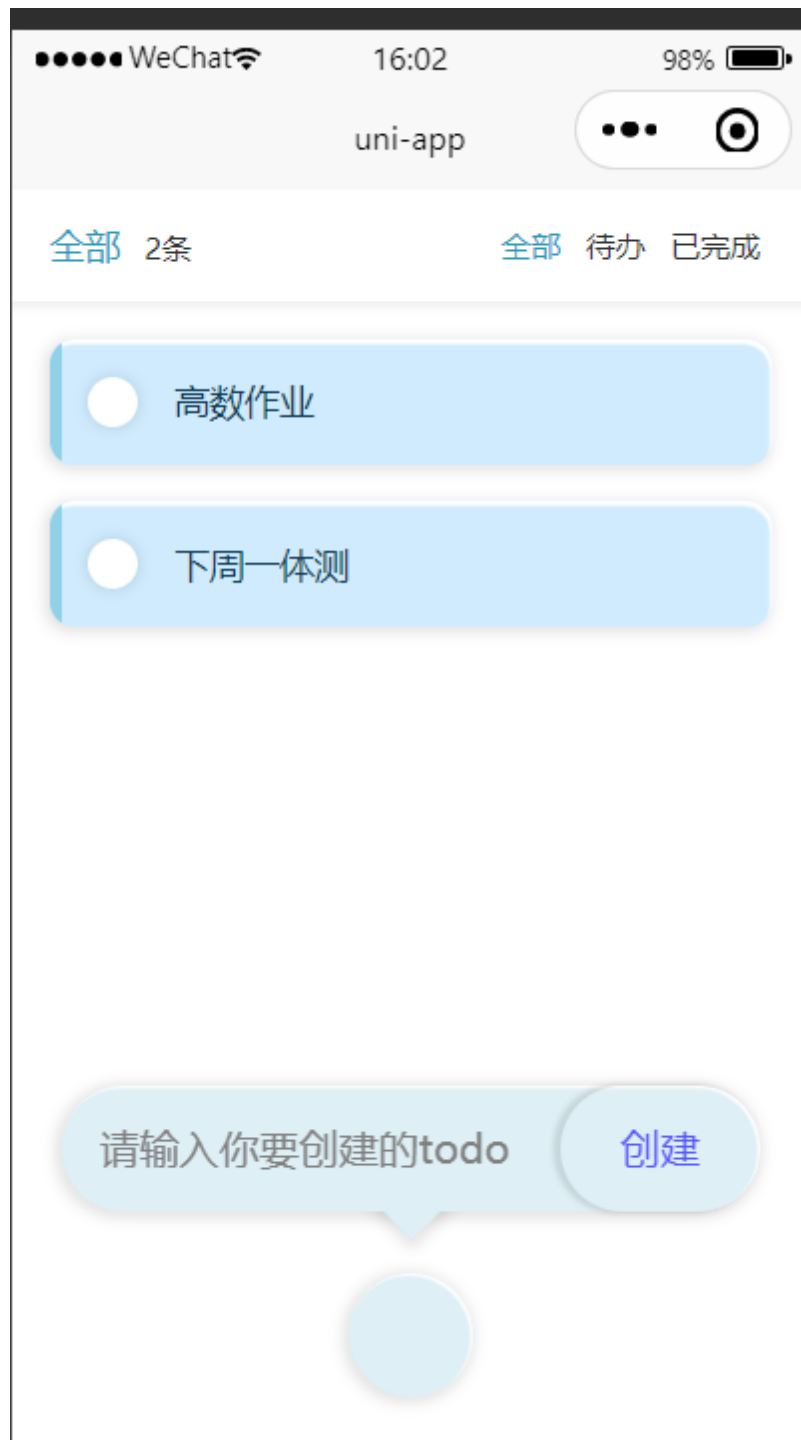 WeChat 16:02 98%
uni-app
全部 2条 全部 待办 已完成
高数作业
下周一体测
请输入你要创建的todo 创建